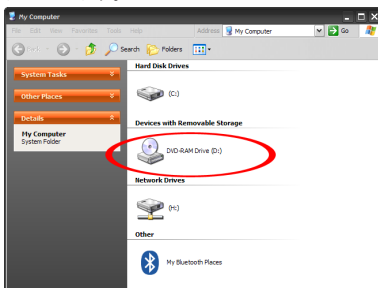 My Computer
File Edit View Favorites Tools Help Address My Computer Go
Search Folders
System Tasks
Other Places
Details
My Computer
System Folder
Hard Disk Drives
(C:)
Devices with Removable Storage
DVD-RAM Drive (D:)
Network Drives
(H:)
Other
My Bluetooth Places